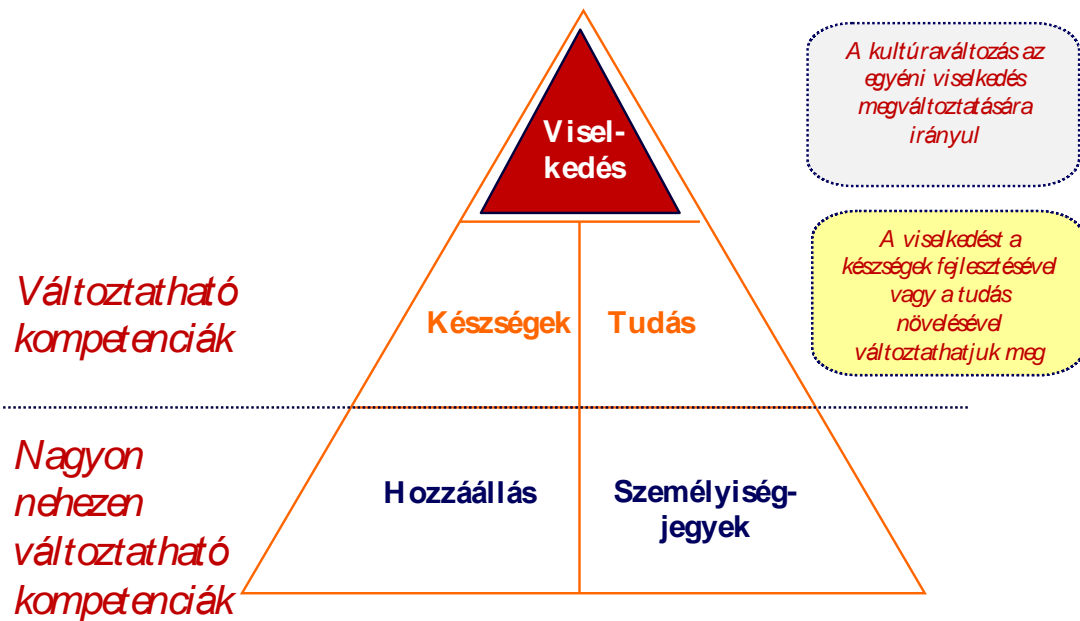 A kultúraváltozás az
egyéni viselkedés
megváltoztatására
irányul
Visel-
kedés
A viselkedést a
készségek fejlesztésével
vagy a tudás
növelésével
változtathatjuk meg
Változtatható
kompetenciák
Készségek
Tudás
Nagyon
nehezen
változtatható
kompetenciák
Hozzáállás
Személyiség-
jegyek